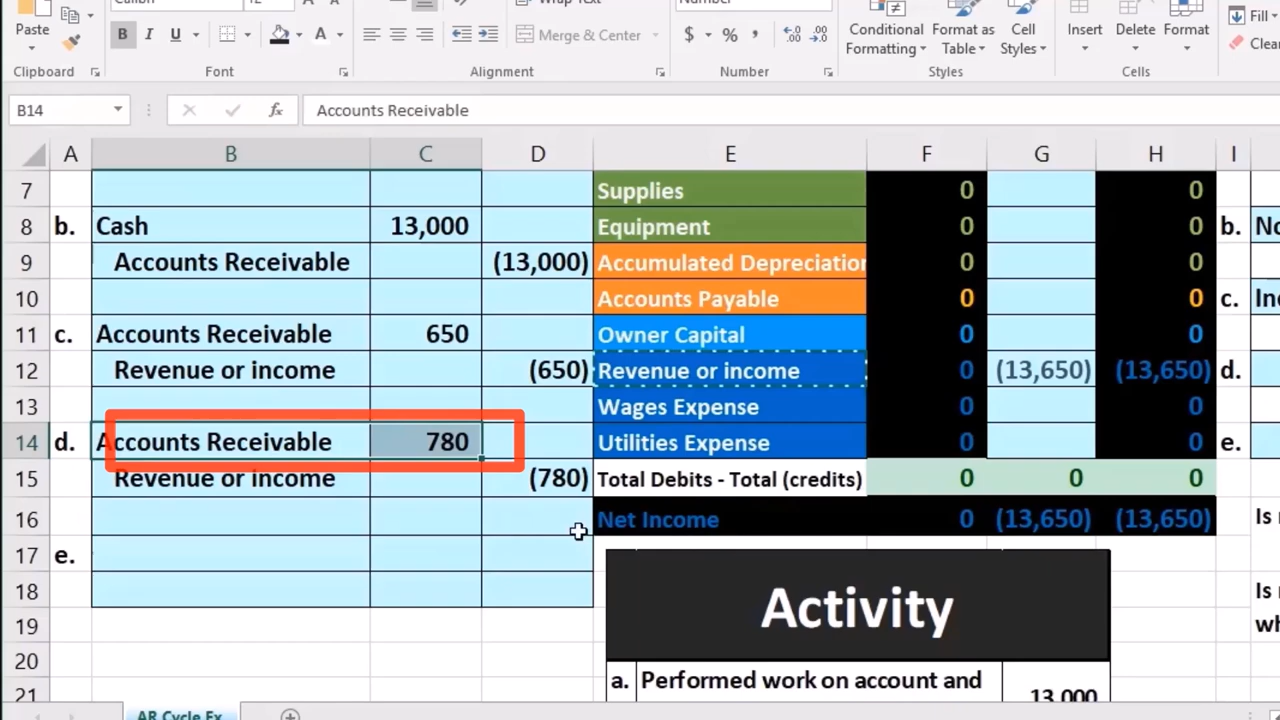 Calibri 12
Wrap Text
Number
Paste
B I U A
Merge & Center
$ % ,
Conditional Formatting
Format as Table
Cell Styles
Insert
Delete
Format
Fill
Clear
Clipboard
Font
Alignment
Number
Styles
Cells
B14
fx
Accounts Receivable
A B C D E F G H I
7 Supplies 0 0
8 b. Cash 13,000 Equipment 0 0 b.
9 Accounts Receivable (13,000) Accumulated Depreciation 0 0
10 Accounts Payable 0 0 c.
11 c. Accounts Receivable 650 Owner Capital 0 0
12 Revenue or income (650) Revenue or income 0 (13,650) (13,650) d.
13 Wages Expense 0 0
14 d. Accounts Receivable 780 Utilities Expense 0 0 e.
15 Revenue or income (780) Total Debits - Total (credits) 0 0 0
16 Net Income 0 (13,650) (13,650) Is
17 e.
18 Is
19
20
21
Activity
a. Performed work on account and 13,000
AR Cycle Ex